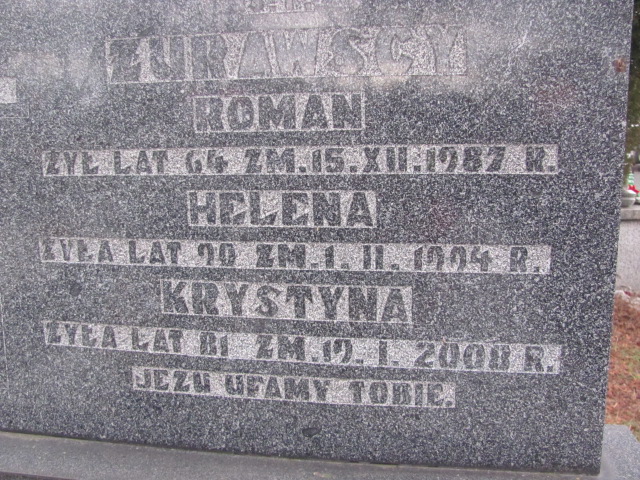 ŻURAWSCY
ROMAN
ŻYŁ LAT 64 ZM.15.XII.1987 R.
HELENA
ŻYŁA LAT 90 ZM.1.II.1994 R.
KRYSTYNA
ŻYŁA LAT 81 ZM.19.I.2008 R.
JEZU UFAMY TOBIE.